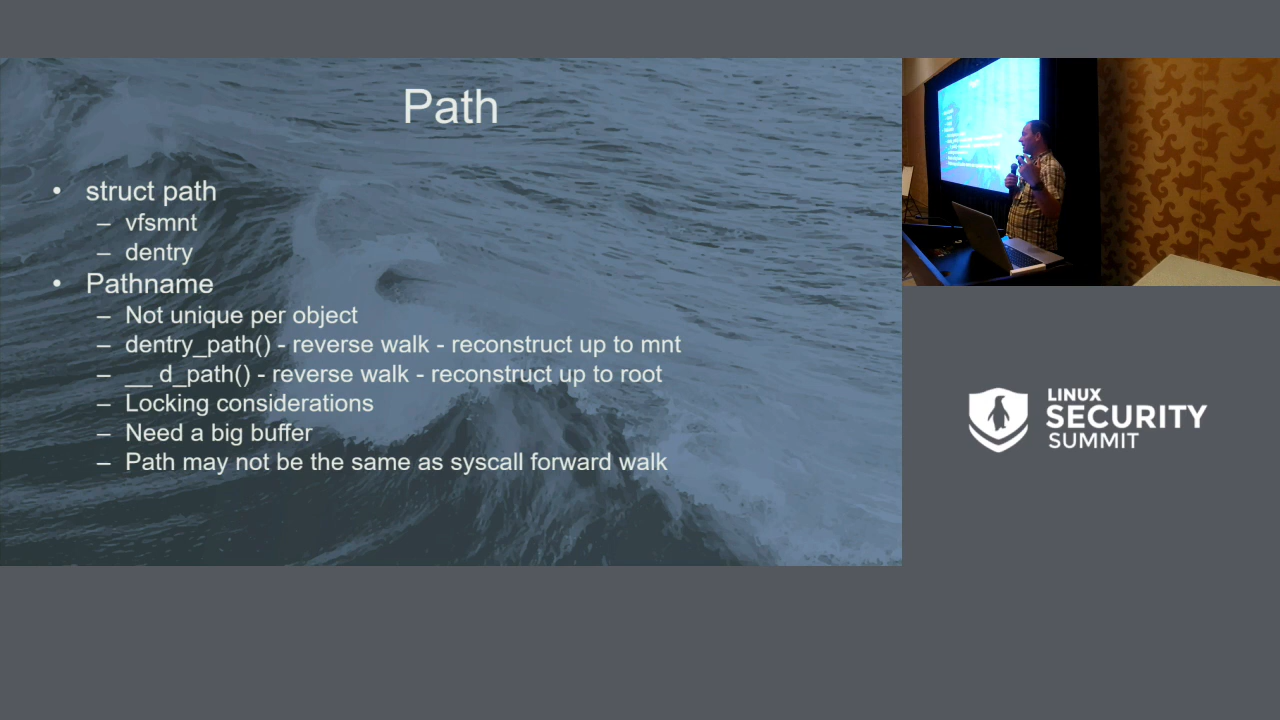 Path
• struct path
– vfsmnt
– dentry
• Pathname
– Not unique per object
– dentry_path() - reverse walk - reconstruct up to mnt
– __ d_path() - reverse walk - reconstruct up to root
– Locking considerations
– Need a big buffer
– Path may not be the same as syscall forward walk
LINUX
SECURITY
SUMMIT